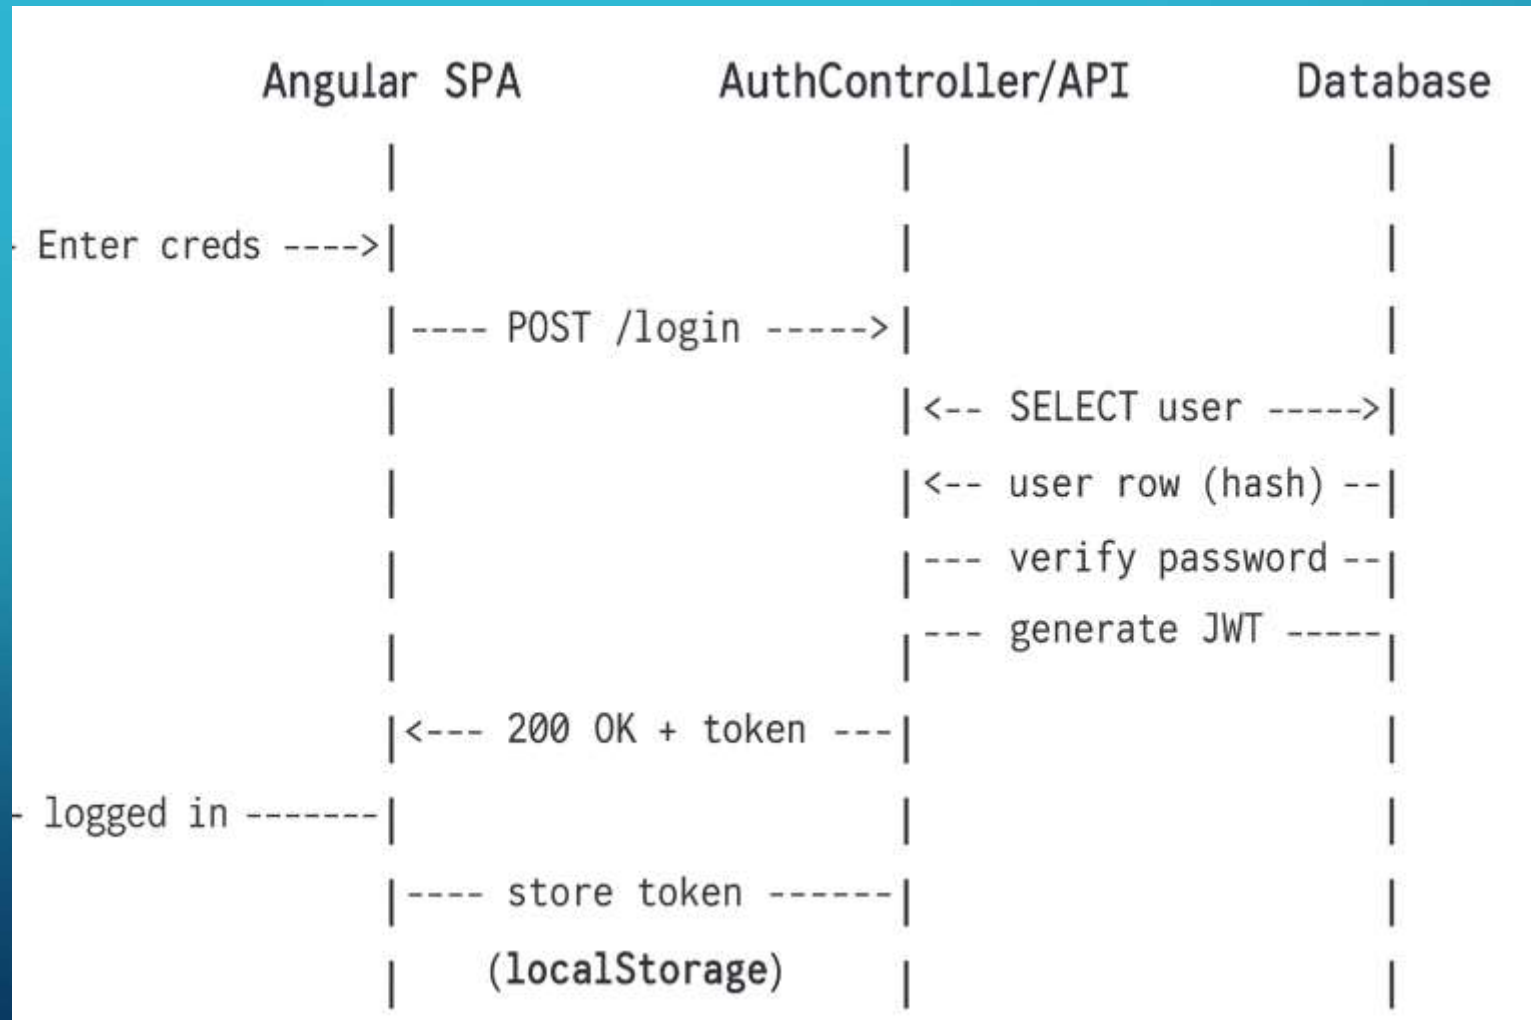 Angular SPA AuthController/API Database
| | |
- Enter creds ---->| | |
|---- POST /login ----->| |
| |<-- SELECT user ----->|
| |<-- user row (hash) --|
| |--- verify password --|
| |--- generate JWT -----|
|<--- 200 OK + token ---| |
- logged in -------| | |
|---- store token ------| |
| (localStorage) | |